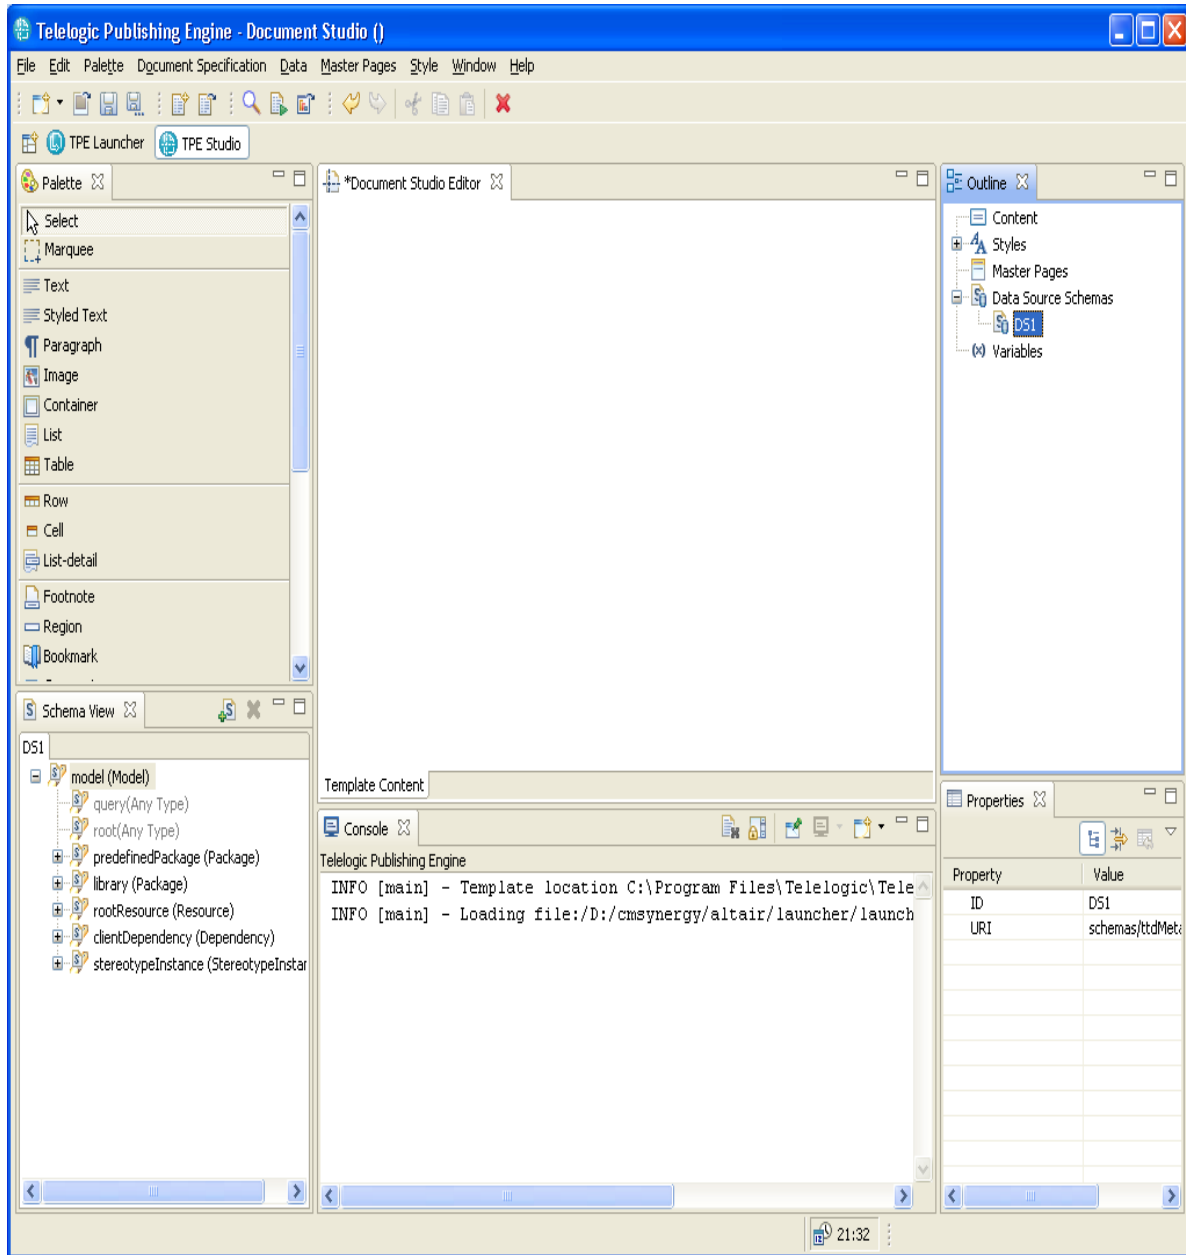 Telelogic Publishing Engine - Document Studio ()
File Edit Palette Document Specification Data Master Pages Style Window Help
TPE Launcher TPE Studio
Palette
Select
Marquee
Text
Styled Text
Paragraph
Image
Container
List
Table
Row
Cell
List-detail
Footnote
Region
Bookmark
*Document Studio Editor
Template Content
Outline
Content
Styles
Master Pages
Data Source Schemas
DS1
Variables
Schema View
DS1
model (Model)
query(Any Type)
root(Any Type)
predefinedPackage (Package)
library (Package)
rootResource (Resource)
clientDependency (Dependency)
stereotypeInstance (StereotypeInstar
Console
Telelogic Publishing Engine
INFO [main] - Template location C:\Program Files\Telelogic\Tele
INFO [main] - Loading file:/D:/cmsynergy/altair/launcher/launch
Properties
Property Value
ID DS1
URI schemas/ttdMeta
21:32